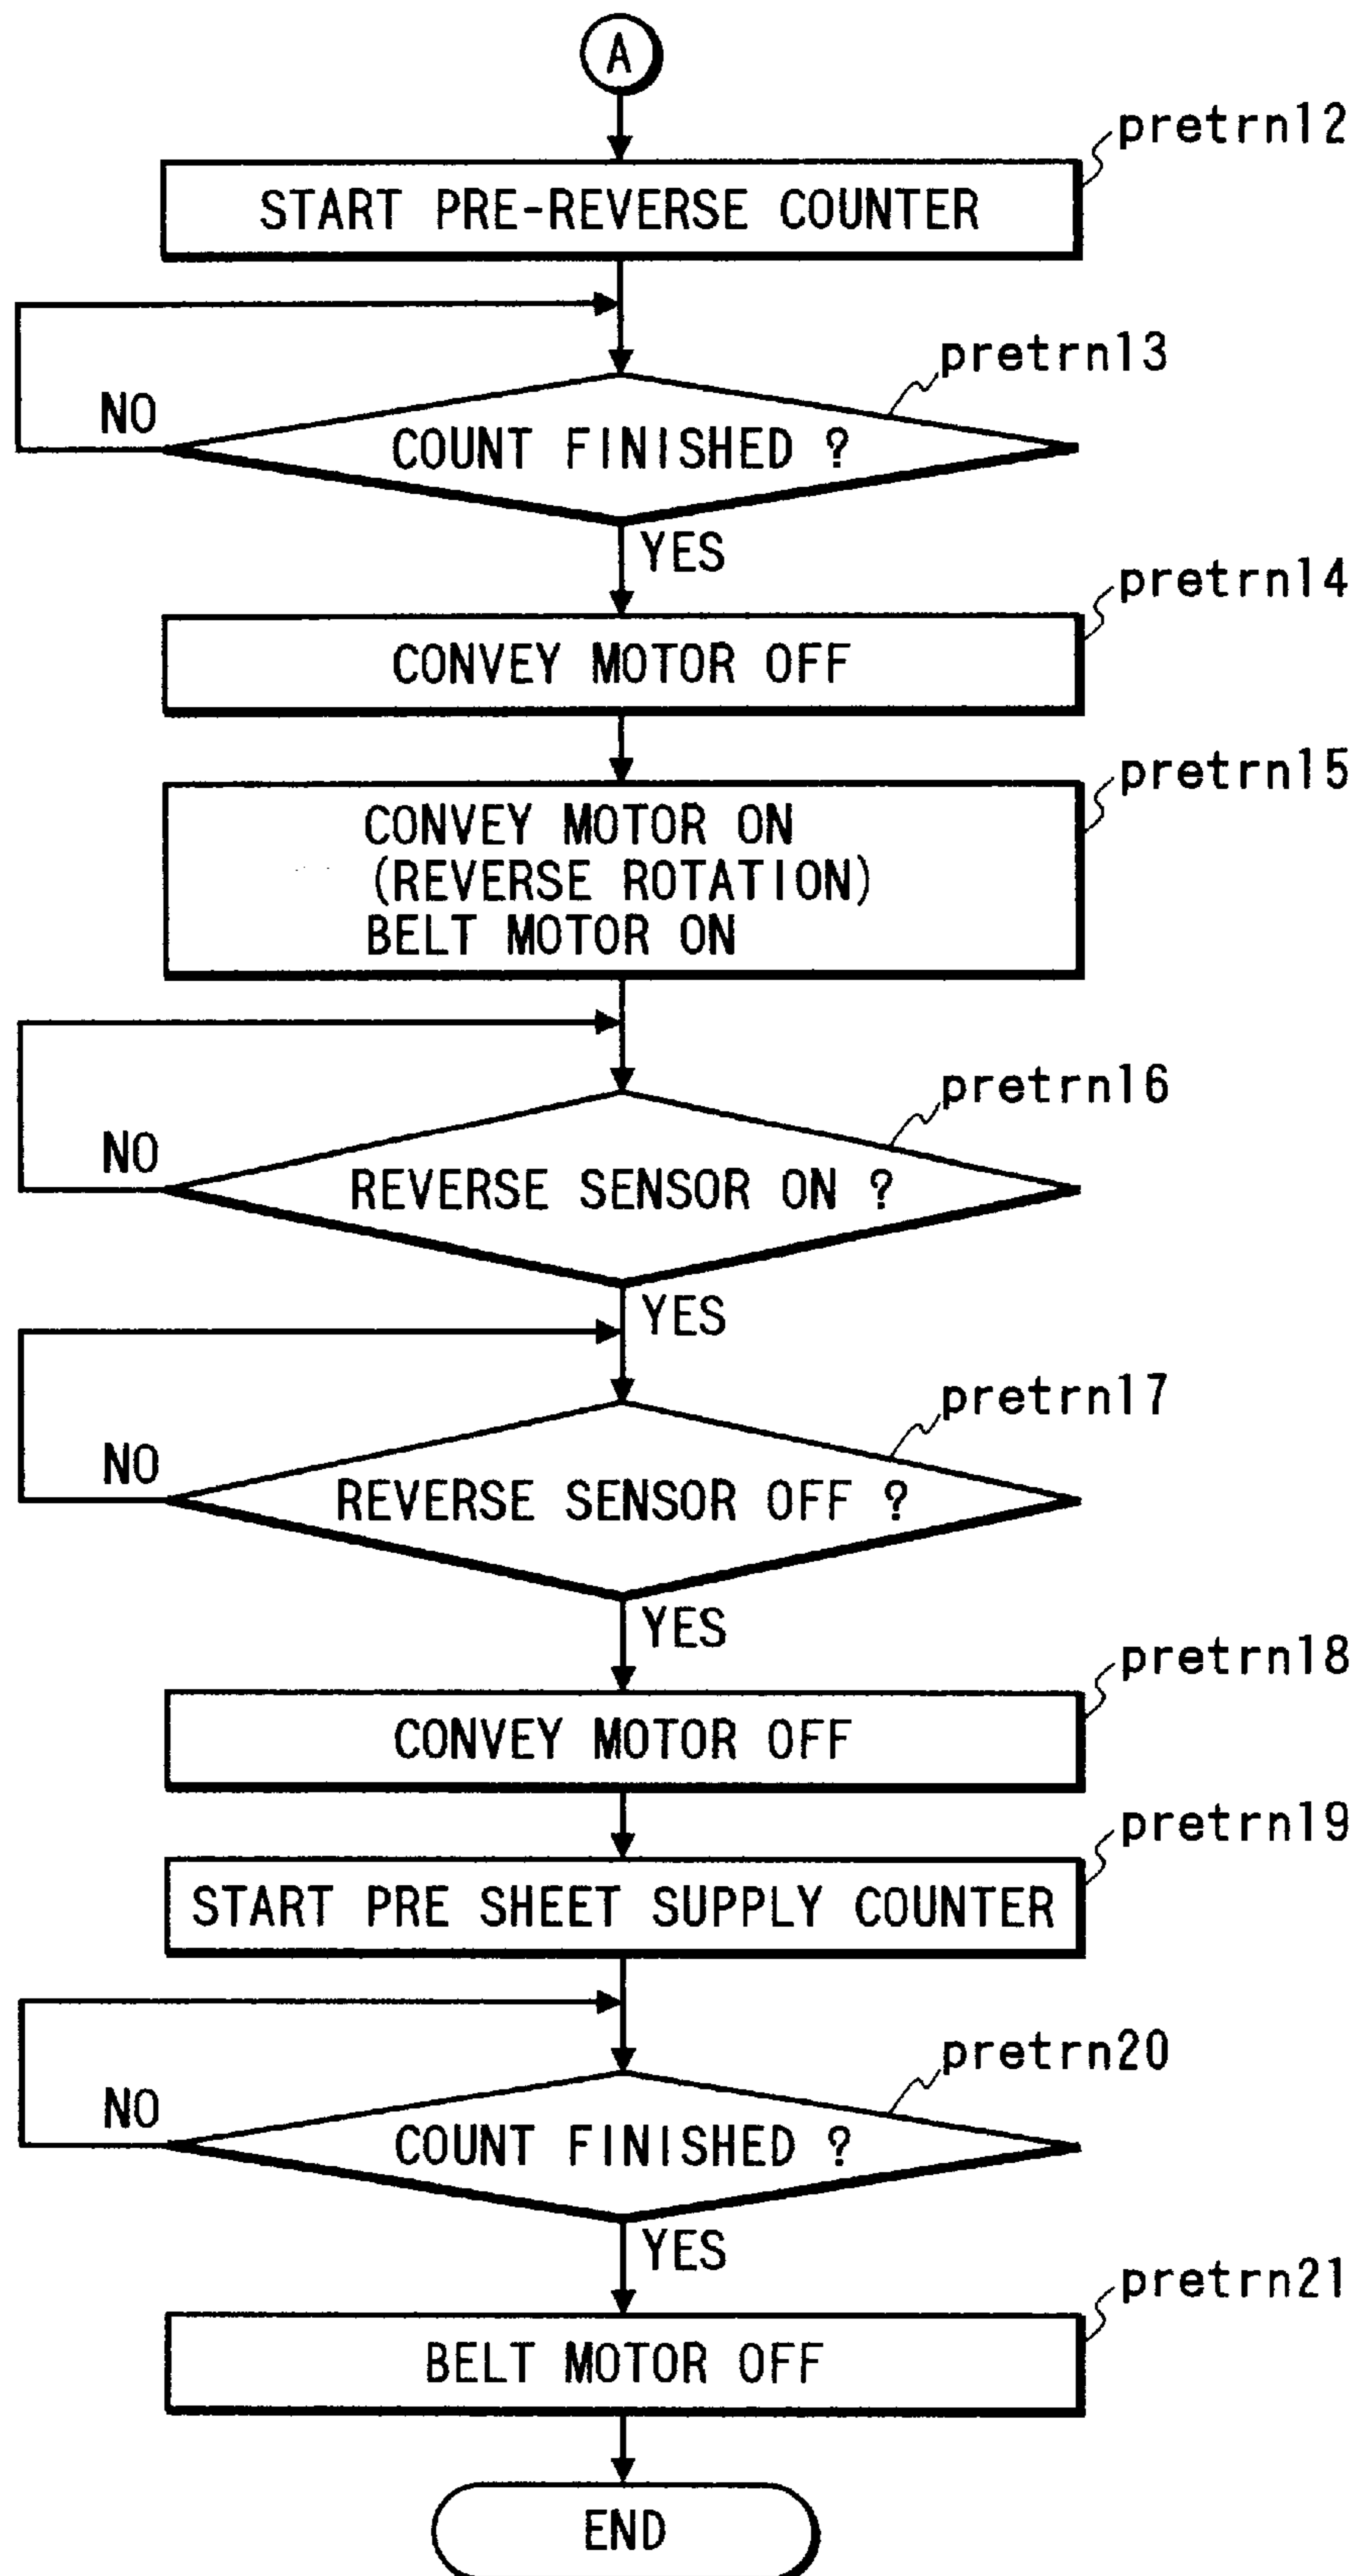 A
pretrn12
START PRE-REVERSE COUNTER
pretrn13
NO
COUNT FINISHED ?
YES
pretrn14
CONVEY MOTOR OFF
pretrn15
CONVEY MOTOR ON
(REVERSE ROTATION)
BELT MOTOR ON
pretrn16
NO
REVERSE SENSOR ON ?
YES
pretrn17
NO
REVERSE SENSOR OFF ?
YES
pretrn18
CONVEY MOTOR OFF
pretrn19
START PRE SHEET SUPPLY COUNTER
pretrn20
NO
COUNT FINISHED ?
YES
pretrn21
BELT MOTOR OFF
END